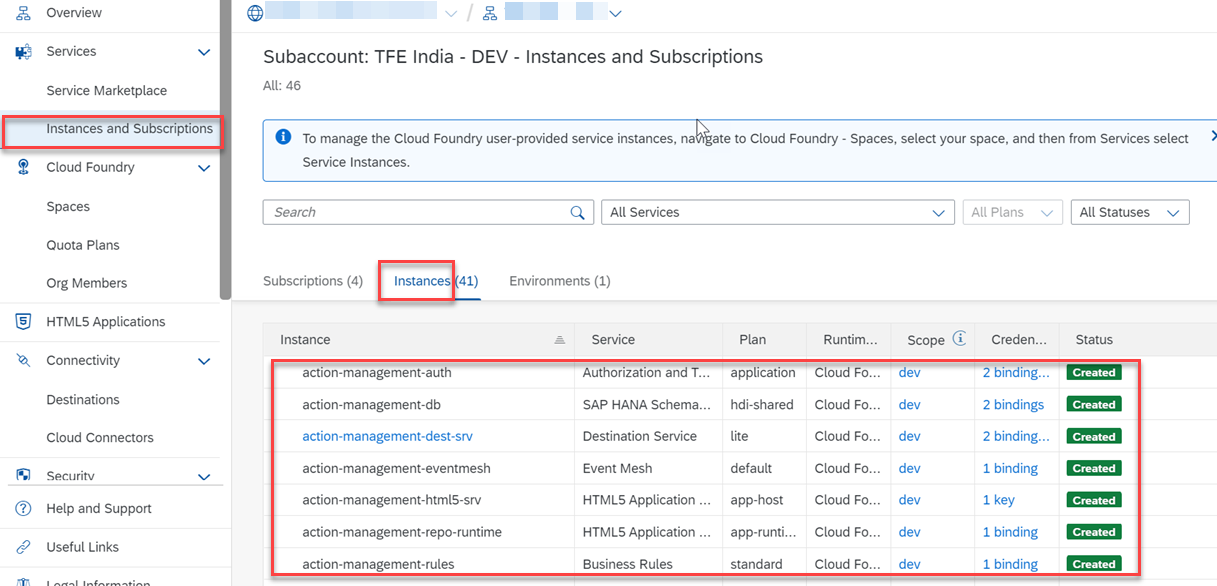 Overview
Services
Service Marketplace
Instances and Subscriptions
Cloud Foundry
Spaces
Quota Plans
Org Members
HTML5 Applications
Connectivity
Destinations
Cloud Connectors
Security
Help and Support
Useful Links
Legal Information
/
Subaccount: TFE India - DEV - Instances and Subscriptions
All: 46
To manage the Cloud Foundry user-provided service instances, navigate to Cloud Foundry - Spaces, select your space, and then from Services select
Service Instances.
Search All Services All Plans All Statuses
Subscriptions (4) Instances (41) Environments (1)
Instance Service Plan Runtim... Scope Creden... Status
action-management-auth Authorization and T... application Cloud Fo... dev 2 binding... Created
action-management-db SAP HANA Schema... hdi-shared Cloud Fo... dev 2 bindings Created
action-management-dest-srv Destination Service lite Cloud Fo... dev 2 binding... Created
action-management-eventmesh Event Mesh default Cloud Fo... dev 1 binding Created
action-management-html5-srv HTML5 Application ... app-host Cloud Fo... dev 1 key Created
action-management-repo-runtime HTML5 Application ... app-runti... Cloud Fo... dev 1 binding Created
action-management-rules Business Rules standard Cloud Fo... dev 1 binding Created